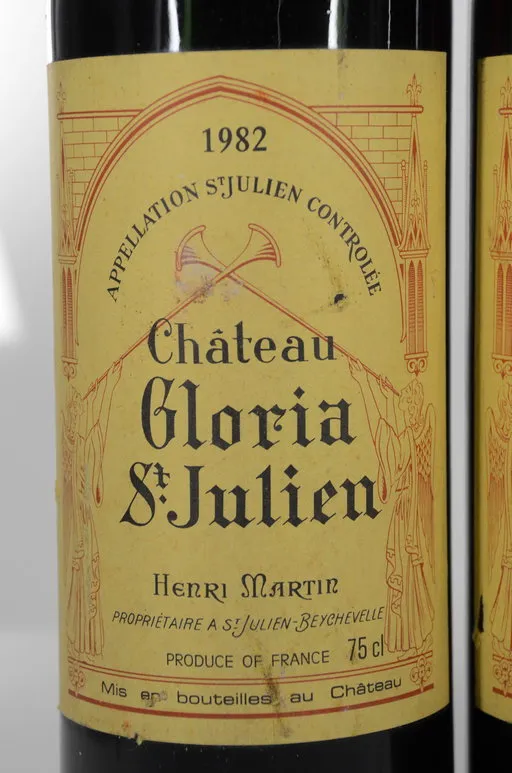 1982
APPELLATION ST JULIEN CONTROLÉE
Château
Gloria
St. Julien
HENRI MARTIN
PROPRIÉTAIRE A ST JULIEN-BEYCHEVELLE
PRODUCE OF FRANCE 75 cl
Mis en bouteilles au Château